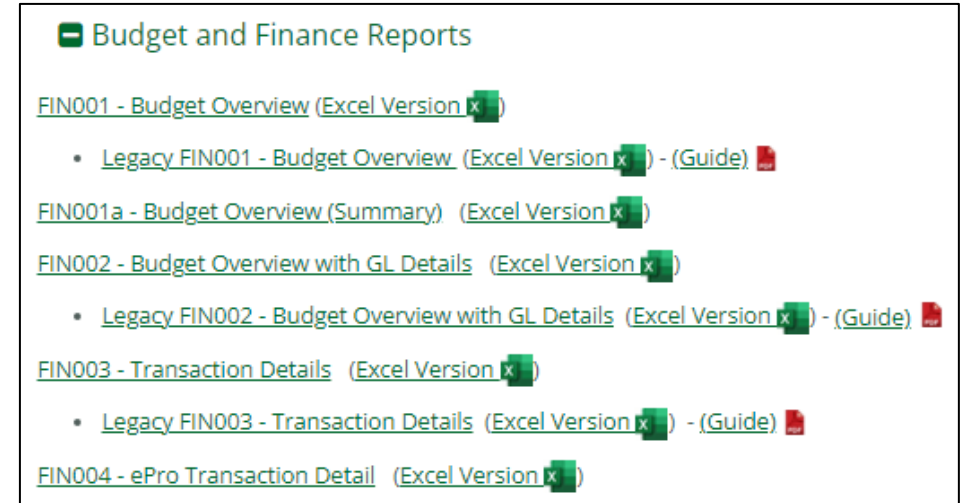 Budget and Finance Reports
FIN001 - Budget Overview (Excel Version)
• Legacy FIN001 - Budget Overview (Excel Version) - (Guide)
FIN001a - Budget Overview (Summary) (Excel Version)
FIN002 - Budget Overview with GL Details (Excel Version)
• Legacy FIN002 - Budget Overview with GL Details (Excel Version) - (Guide)
FIN003 - Transaction Details (Excel Version)
• Legacy FIN003 - Transaction Details (Excel Version) - (Guide)
FIN004 - ePro Transaction Detail (Excel Version)